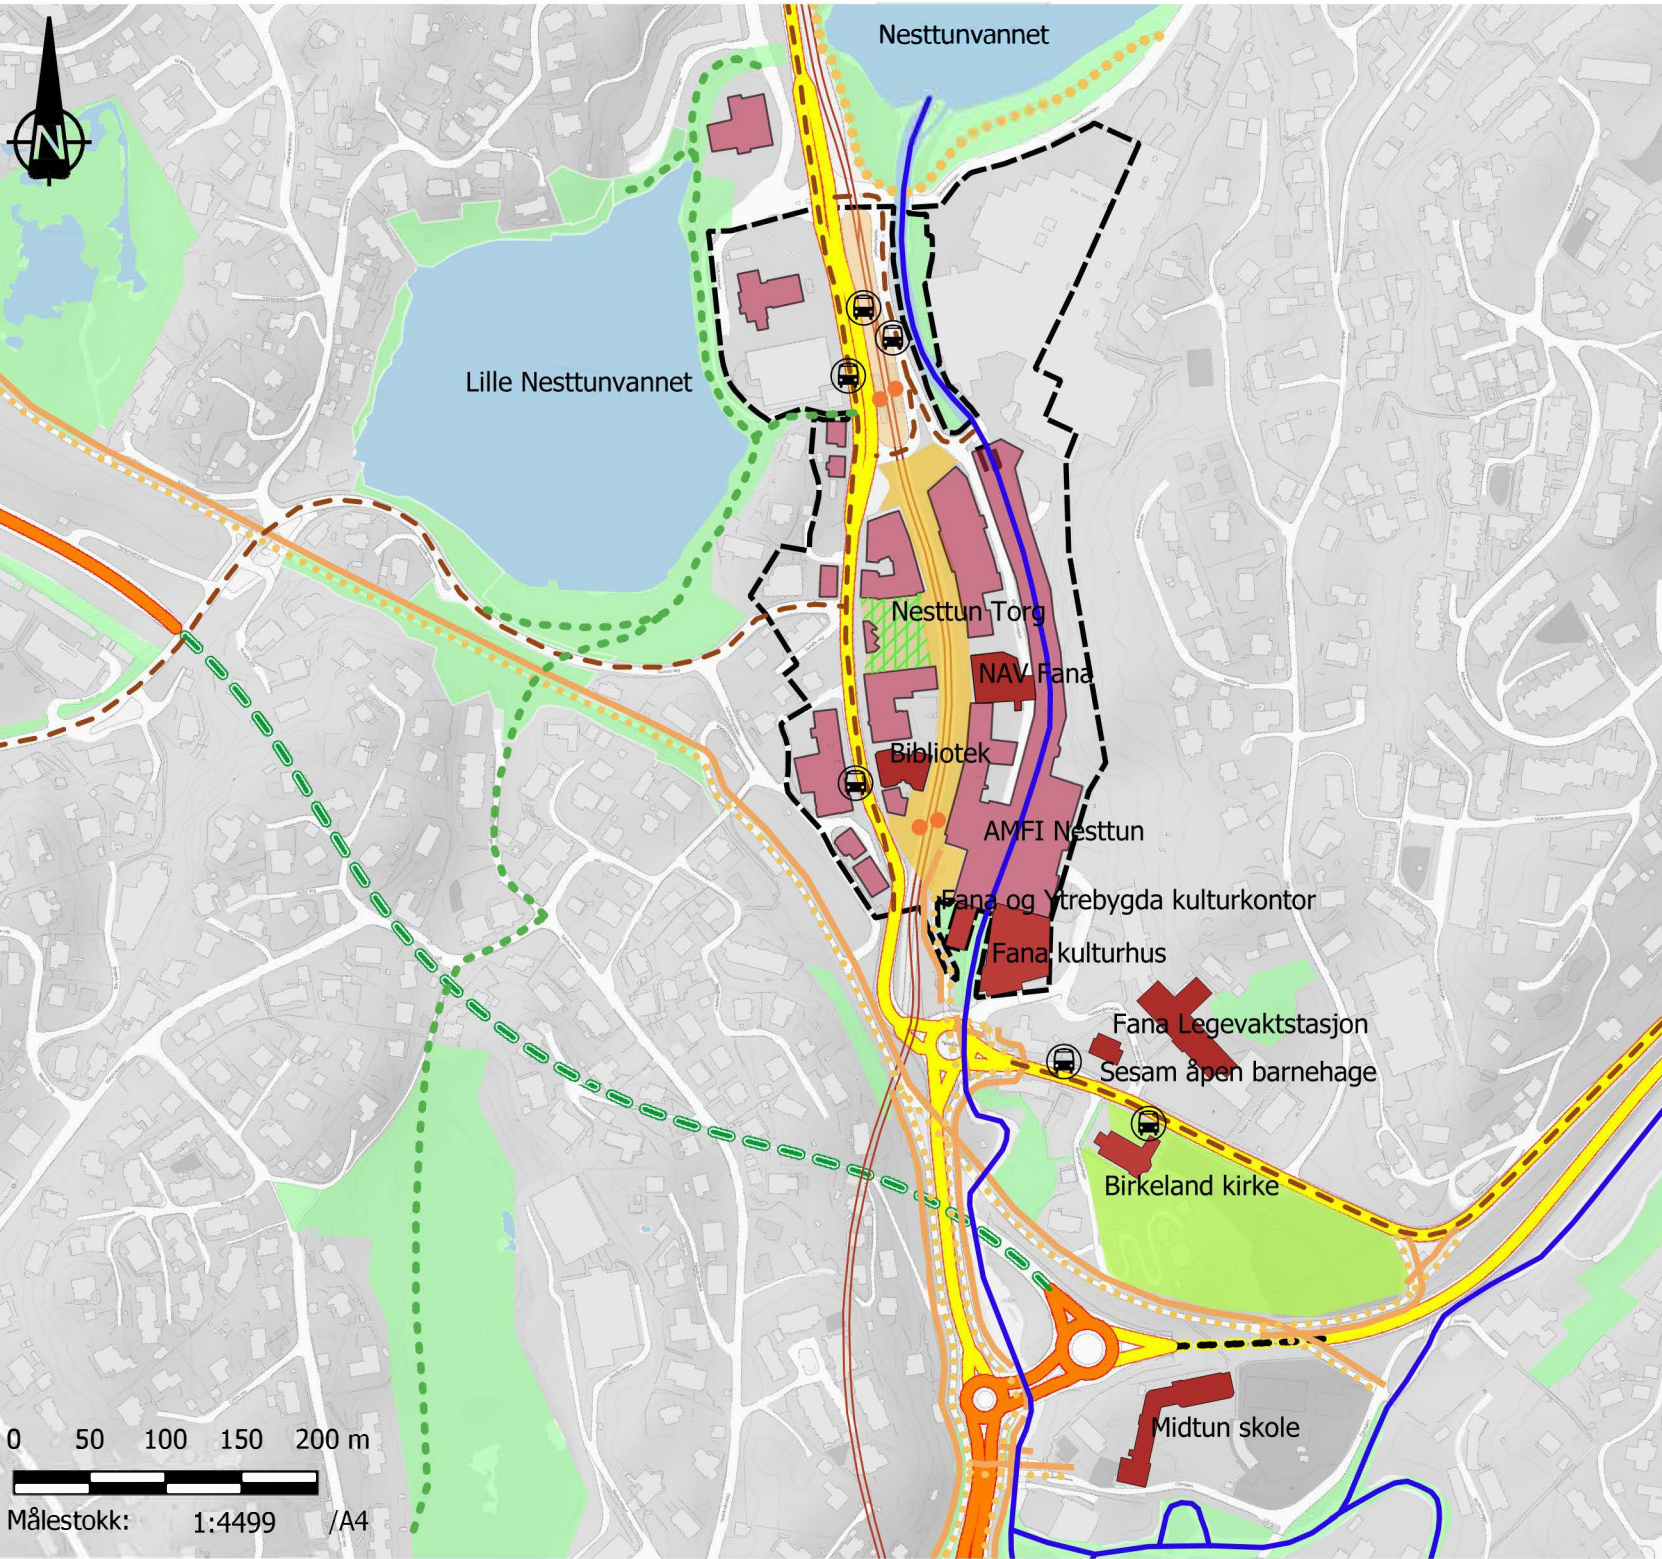 Nesttunvannet
N
Lille Nesttunvannet
Nesttun Torg
NAV Fana
Bibliotek
AMFI Nesttun
Fana og Ytrebygda kulturkontor
Fana kulturhus
Fana Legevaktstasjon
Sesam åpen barnehage
Birkeland kirke
Midtun skole
0 50 100 150 200 m
Målestokk: 1:4499 /A4